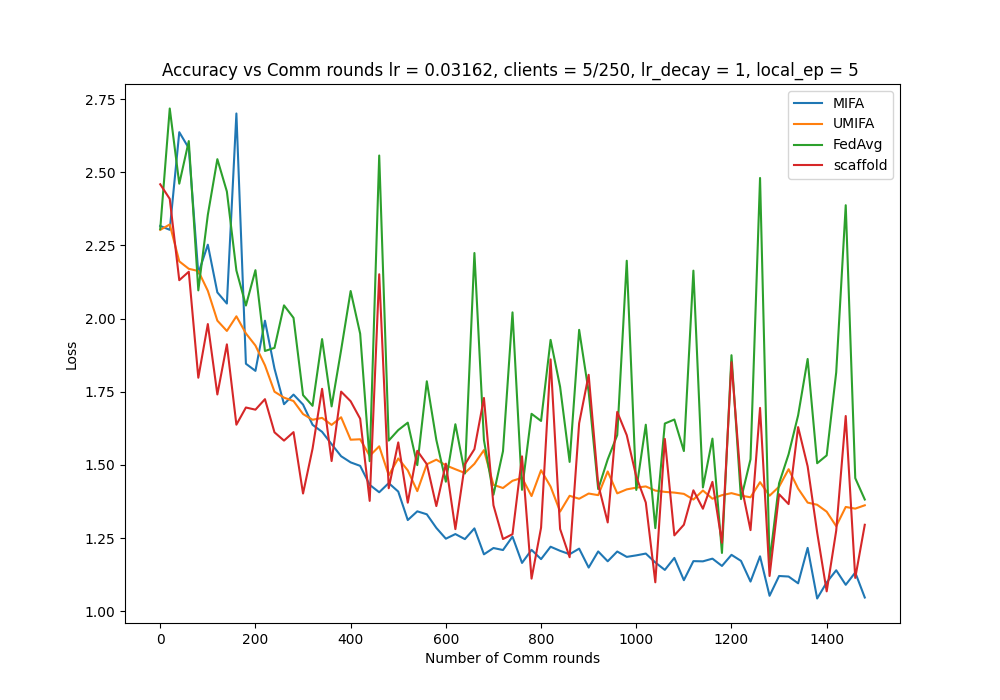 Accuracy vs Comm rounds lr = 0.03162, clients = 5/250, lr_decay = 1, local_ep = 5
MIFA
UMIFA
FedAvg
scaffold
Loss
2.75
2.50
2.25
2.00
1.75
1.50
1.25
1.00
0 200 400 600 800 1000 1200 1400
Number of Comm rounds